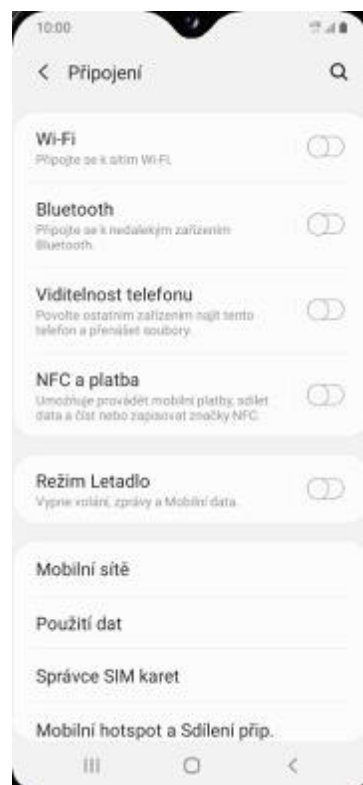 10:00
Připojení
Wi-Fi
Připojte se k sítím Wi-Fi.
Bluetooth
Připojte se k nedalekým zařízením
Bluetooth.
Viditelnost telefonu
Povolte ostatním zařízením najít tento
telefon a přenášet soubory.
NFC a platba
Umožňuje provádět mobilní platby, sdílet
data a číst nebo zapisovat značky NFC.
Režim Letadlo
Vypne volání, zprávy a Mobilní data.
Mobilní sítě
Použití dat
Správce SIM karet
Mobilní hotspot a Sdílení přip.